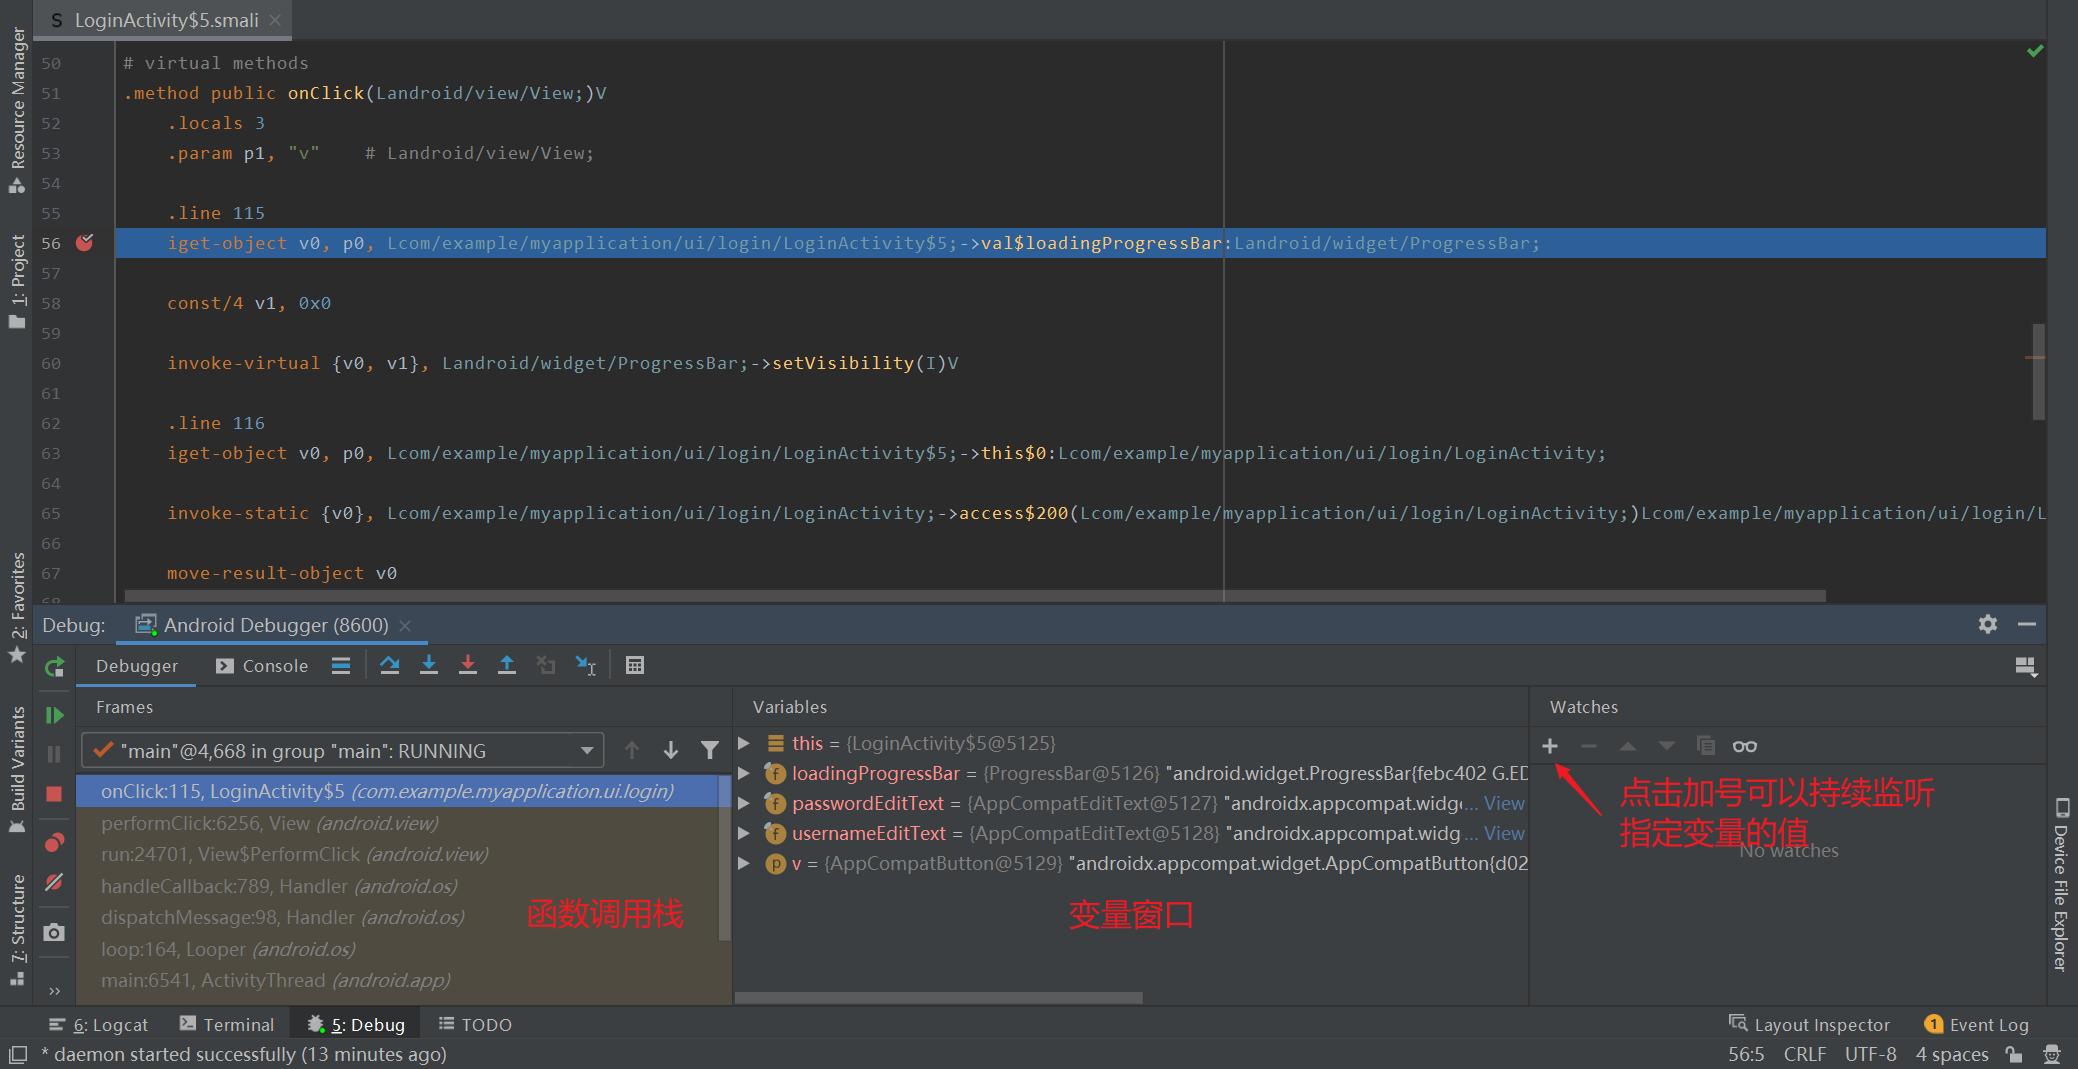 LoginActivity$5.smali
Resource Manager
1: Project
2: Favorites
Build Variants
7: Structure
50 # virtual methods
51 .method public onClick(Landroid/view/View;)V
52 .locals 3
53 .param p1, "v" # Landroid/view/View;
54
55 .line 115
56 iget-object v0, p0, Lcom/example/myapplication/ui/login/LoginActivity$5;->val$loadingProgressBar:Landroid/widget/ProgressBar;
57
58 const/4 v1, 0x0
59
60 invoke-virtual {v0, v1}, Landroid/widget/ProgressBar;->setVisibility(I)V
61
62 .line 116
63 iget-object v0, p0, Lcom/example/myapplication/ui/login/LoginActivity$5;->this$0:Lcom/example/myapplication/ui/login/LoginActivity;
64
65 invoke-static {v0}, Lcom/example/myapplication/ui/login/LoginActivity;->access$200(Lcom/example/myapplication/ui/login/LoginActivity;)Lcom/example/myapplication/ui/login/L
66
67 move-result-object v0
68
Debug: Android Debugger (8600)
Debugger Console
Frames
"main"@4,668 in group "main": RUNNING
onClick:115, LoginActivity$5 (com.example.myapplication.ui.login)
performClick:6256, View (android.view)
run:24701, View$PerformClick (android.view)
handleCallback:789, Handler (android.os)
dispatchMessage:98, Handler (android.os)
loop:164, Looper (android.os)
main:6541, ActivityThread (android.app)
函数调用栈
Variables
this = {LoginActivity$5@5125}
f loadingProgressBar = {ProgressBar@5126} "android.widget.ProgressBar{febc402 G.ED
f passwordEditText = {AppCompatEditText@5127} "androidx.appcompat.widg... View
f usernameEditText = {AppCompatEditText@5128} "androidx.appcompat.widg... View
p v = {AppCompatButton@5129} "androidx.appcompat.widget.AppCompatButton{d02
变量窗口
Watches
点击加号可以持续监听
指定变量的值
No watches
Device File Explorer
6: Logcat Terminal 5: Debug TODO Layout Inspector 1 Event Log
* daemon started successfully (13 minutes ago) 56:5 CRLF UTF-8 4 spaces